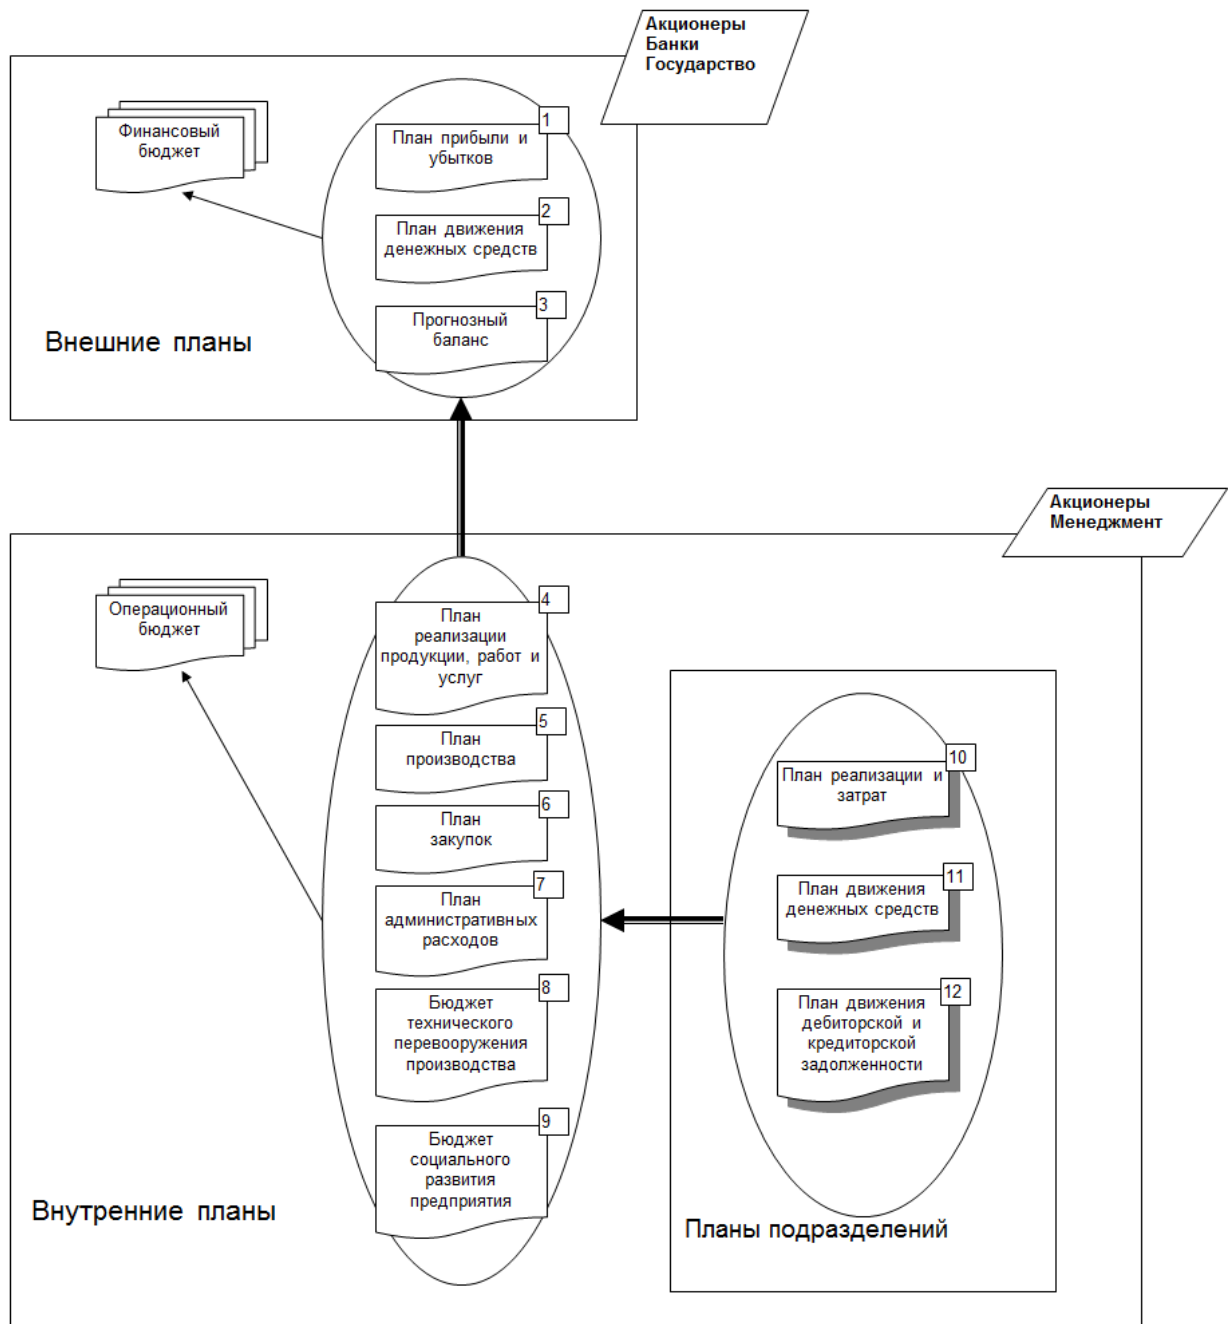 Акционеры
Банки
Государство
Финансовый
бюджет
1
План прибыли и
убытков
2
План движения
денежных средств
3
Прогнозный
баланс
Внешние планы
Акционеры
Менеджмент
Операционный
бюджет
4
План
реализации
продукции, работ и
услуг
5
План
производства
6
План
закупок
7
План
административных
расходов
8
Бюджет
технического
перевооружения
производства
9
Бюджет
социального
развития
предприятия
10
План реализации и
затрат
11
План движения
денежных средств
12
План движения
дебиторской и
кредиторской
задолженности
Внутренние планы
Планы подразделений